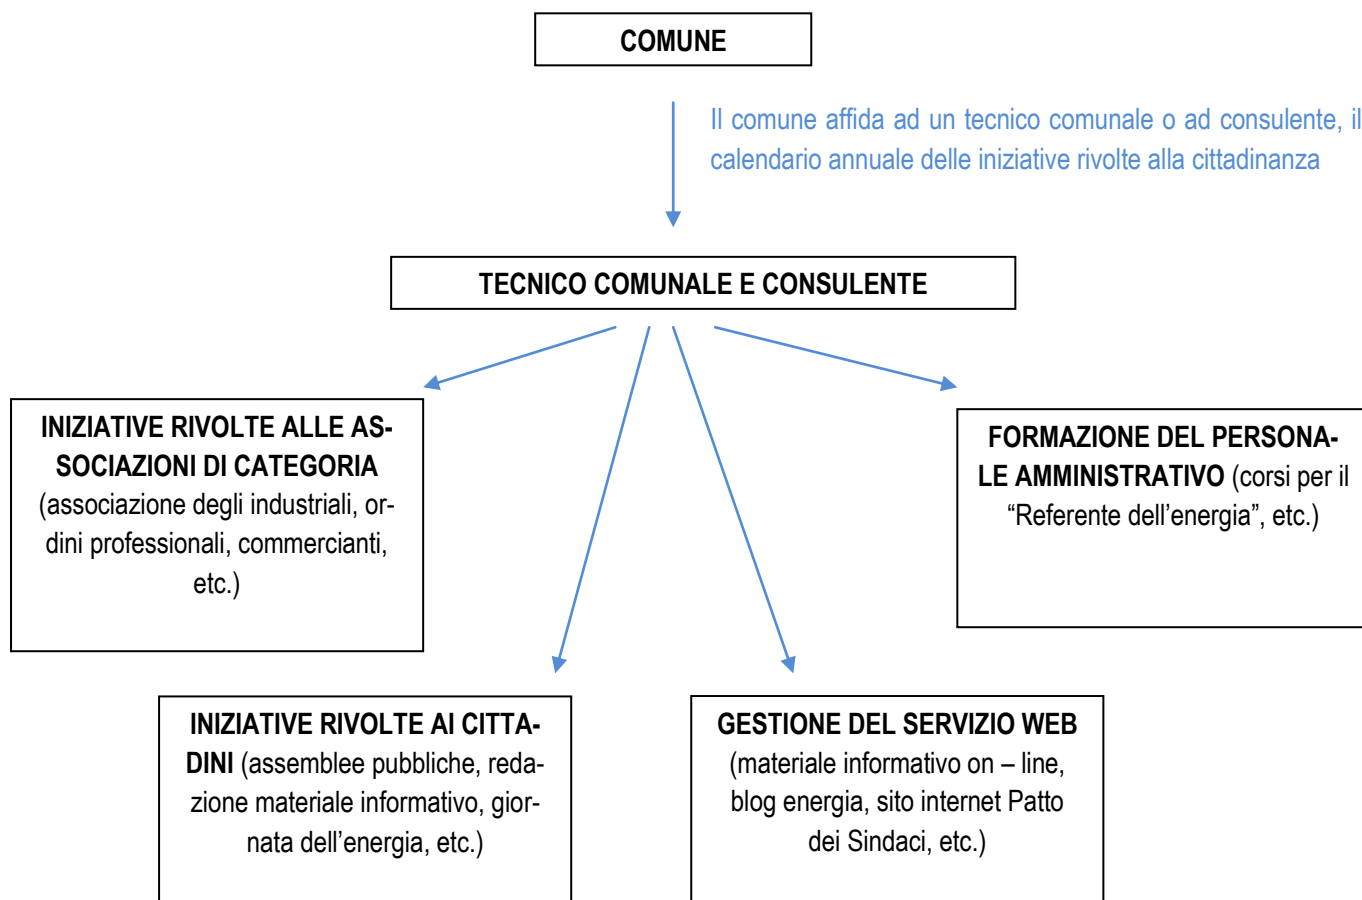 COMUNE
Il comune affida ad un tecnico comunale o ad consulente, il
calendario annuale delle iniziative rivolte alla cittadinanza
TECNICO COMUNALE E CONSULENTE
INIZIATIVE RIVOLTE ALLE AS-
SOCIAZIONI DI CATEGORIA
(associazione degli industriali, or-
dini professionali, commercianti,
etc.)
FORMAZIONE DEL PERSONA-
LE AMMINISTRATIVO (corsi per il
“Referente dell’energia”, etc.)
INIZIATIVE RIVOLTE AI CITTA-
DINI (assemblee pubbliche, reda-
zione materiale informativo, gior-
nata dell’energia, etc.)
GESTIONE DEL SERVIZIO WEB
(materiale informativo on – line,
blog energia, sito internet Patto
dei Sindaci, etc.)